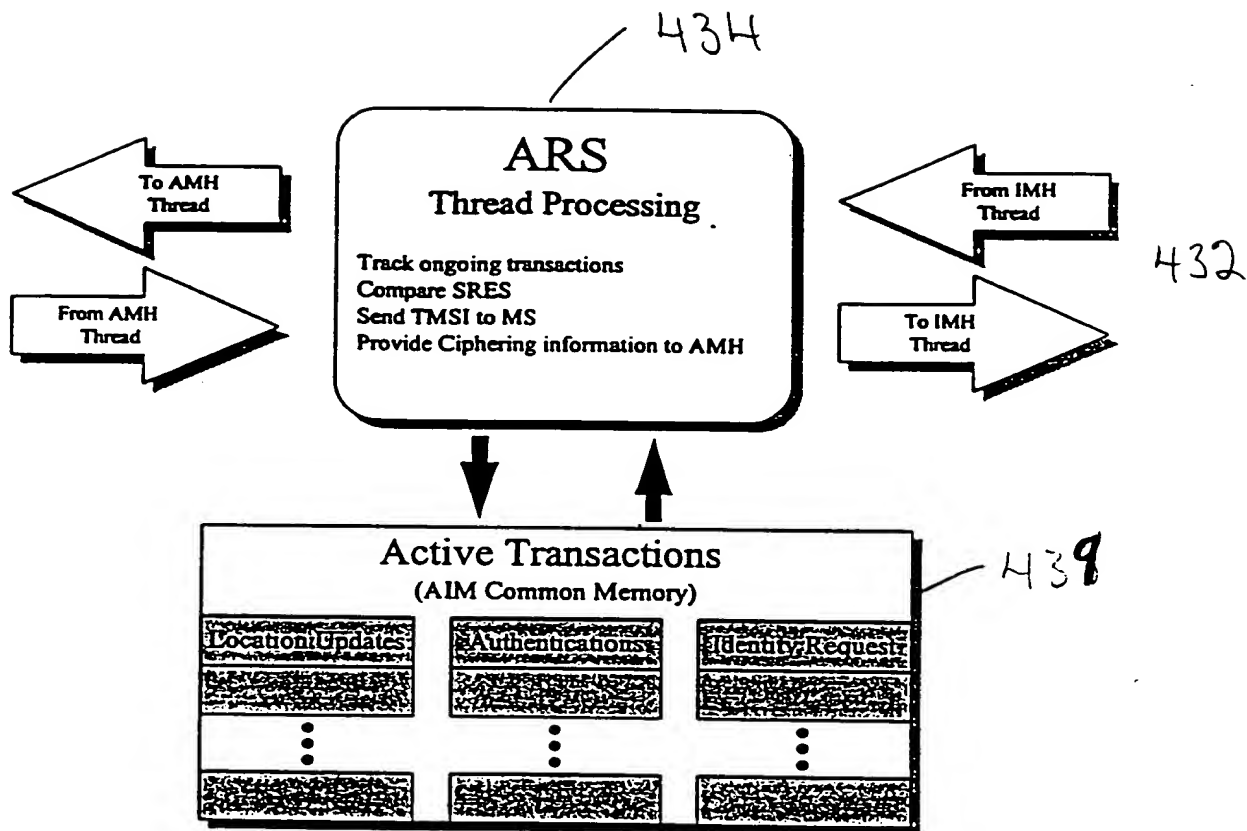 434
ARS
Thread Processing
To AMH
Thread
From IMH
Thread
Track ongoing transactions
Compare SRES
Send TMSI to MS
Provide Ciphering information to AMH
432
From AMH
Thread
To IMH
Thread
Active Transactions
(AIM Common Memory)
439
Location Updates
Authentications
Identity Request